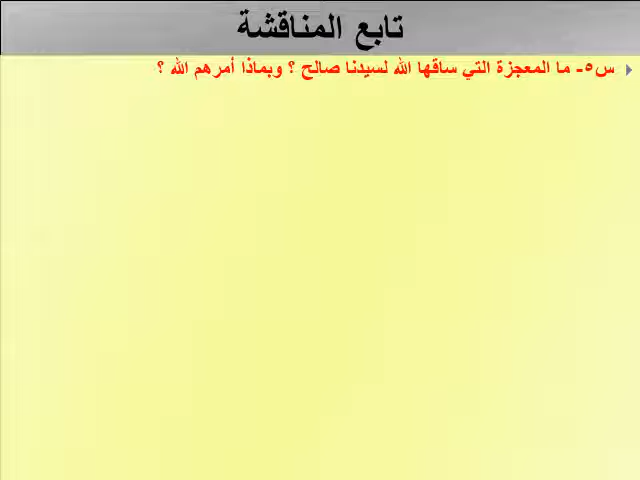 تابع المناقشة
س٥- ما المعجزة التي ساقها الله لسيدنا صالح ؟ وبماذا أمرهم الله ؟